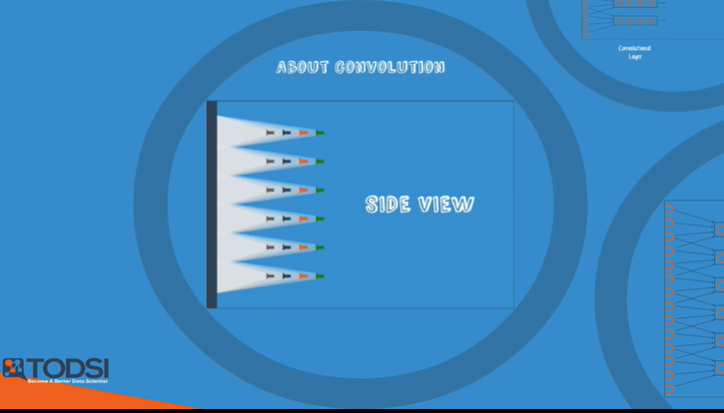 ABOUT CONVOLUTION
Convolutional
Layer
SIDE VIEW
TODSI
Become A Better Data Scientist